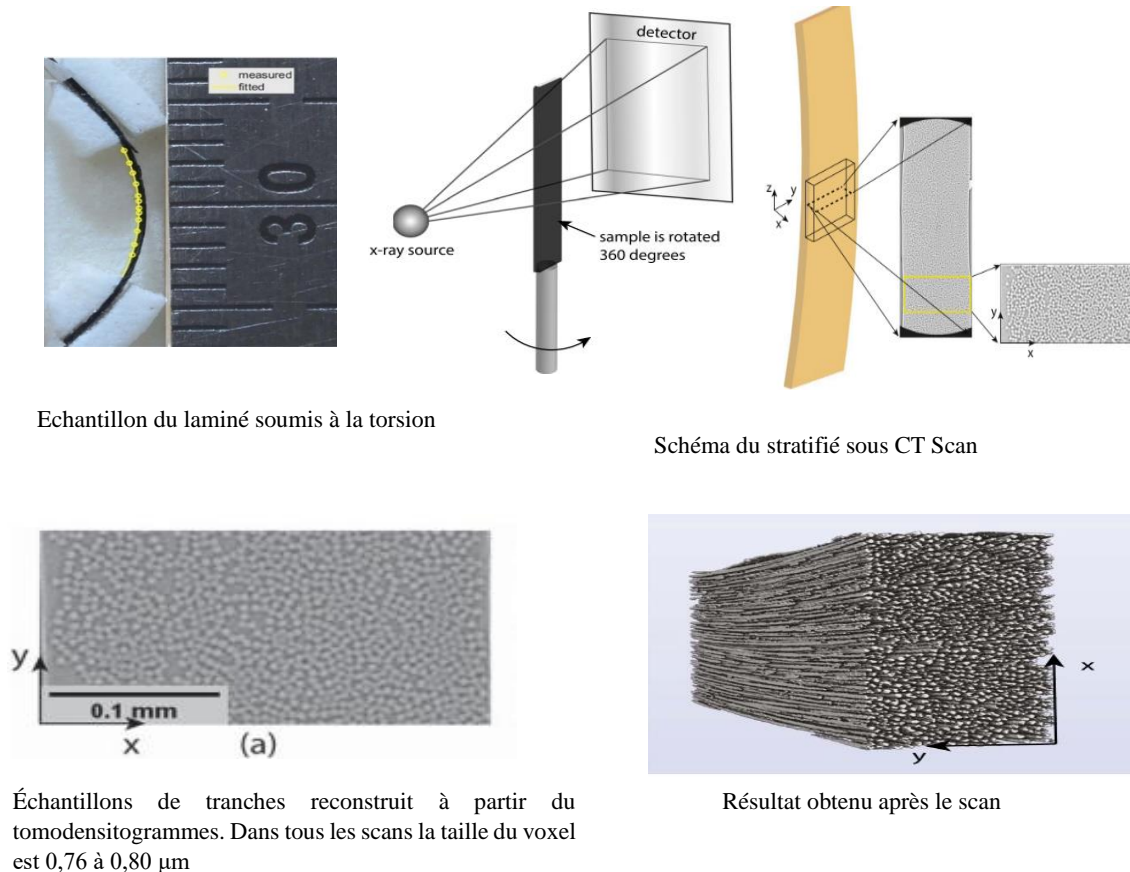 measured
fitted
30
detector
x-ray source
sample is rotated
360 degrees
z
y
x
y
x
Echantillon du laminé soumis à la torsion
Schéma du stratifié sous CT Scan
y
0.1 mm
x
(a)
x
y
Échantillons de tranches reconstruit à partir du
tomodensitogrammes. Dans tous les scans la taille du voxel
est 0,76 à 0,80 µm
Résultat obtenu après le scan